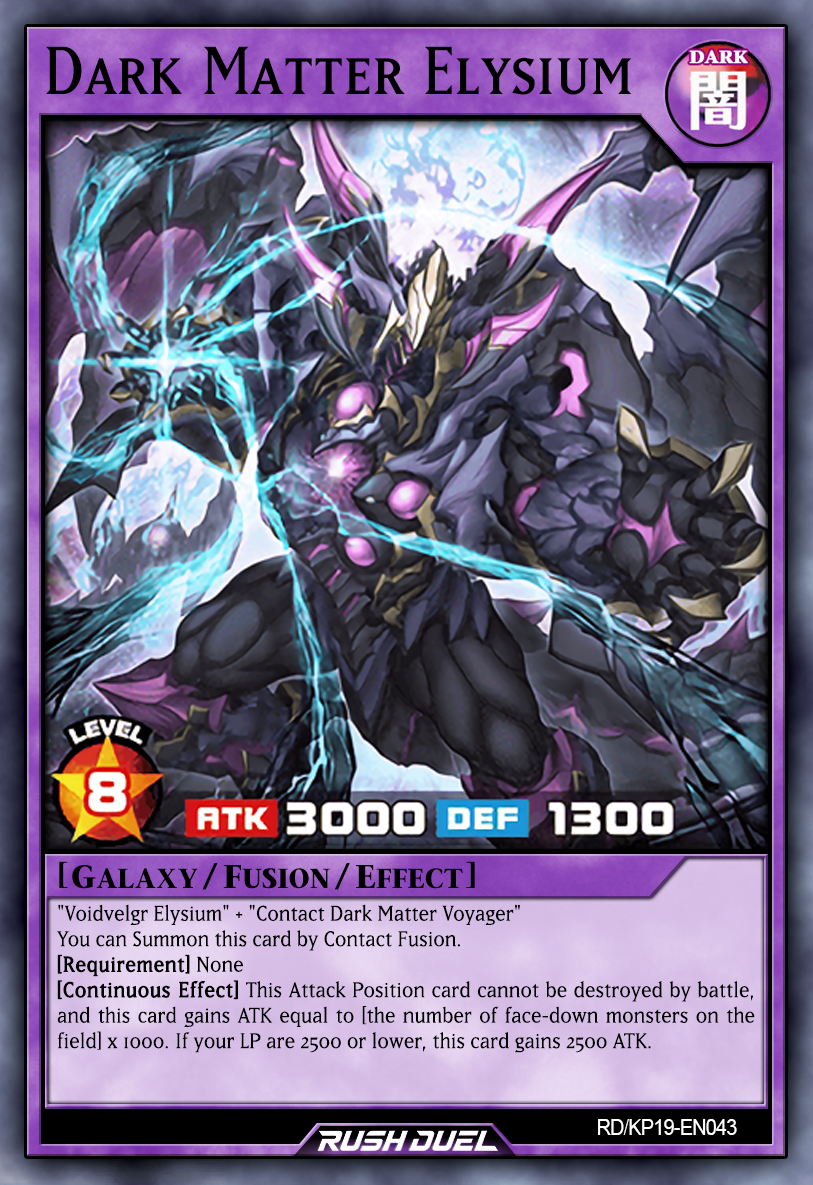 Dark Matter Elysium
DARK
闇
LEVEL
8
ATK 3000 DEF 1300
[Galaxy / Fusion / Effect]
"Voidvelgr Elysium" + "Contact Dark Matter Voyager"
You can Summon this card by Contact Fusion.
[Requirement] None
[Continuous Effect] This Attack Position card cannot be destroyed by battle,
and this card gains ATK equal to [the number of face-down monsters on the
field] x 1000. If your LP are 2500 or lower, this card gains 2500 ATK.
RD/KP19-EN043
RUSH DUEL